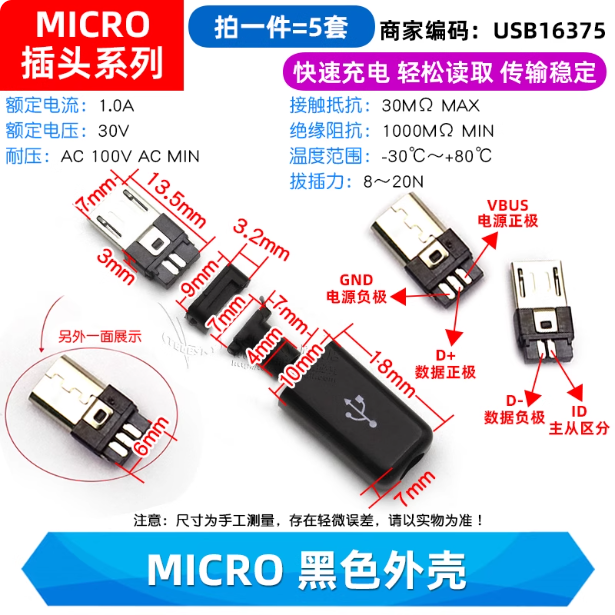 MICRO
插头系列
拍一件=5套
商家编码：USB16375
快速充电 轻松读取 传输稳定
额定电流：1.0A
额定电压：30V
耐压：AC 100V AC MIN
接触抵抗：30MΩ MAX
绝缘阻抗：1000MΩ MIN
温度范围：-30℃～+80℃
拔插力：8～20N
7mm
13.5mm
3mm
3.2mm
9mm
7mm
7mm
4mm
10mm
18mm
7mm
VBUS
电源正极
GND
电源负极
D+
数据正极
D-
数据负极
ID
主从区分
另外一面展示
6mm
注意：尺寸为手工测量，存在轻微误差，请以实物为准！
MICRO 黑色外壳